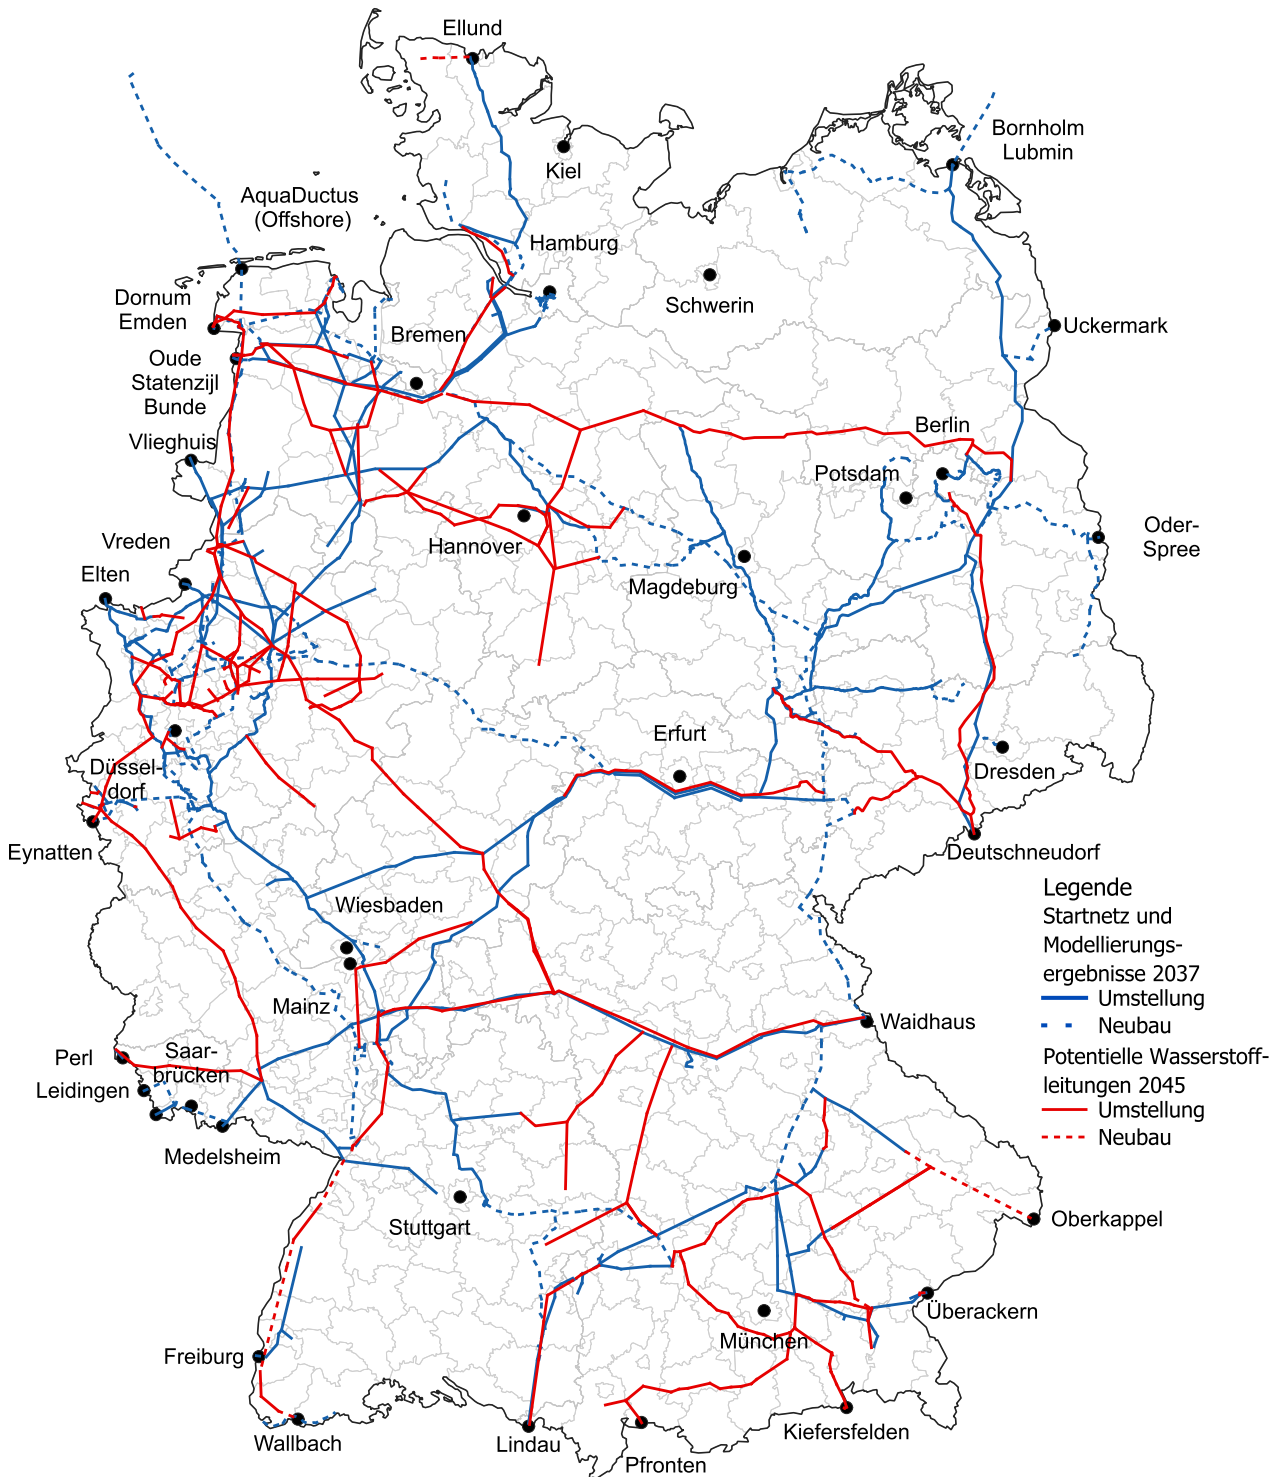 Ellund
Bornholm
Lubmin
Kiel
AquaDuctus
(Offshore)
Hamburg
Schwerin
Dornum
Emden
Bremen
Uckermark
Oude
Statenzijl
Bunde
Vlieghuis
Berlin
Potsdam
Oder-
Spree
Vreden
Hannover
Elten
Magdeburg
Erfurt
Düssel-
dorf
Dresden
Eynatten
Deutschneudorf
Wiesbaden
Legende
Startnetz und
Modellierungs-
ergebnisse 2037
Umstellung
Neubau
Potentielle Wasserstoff-
leitungen 2045
Umstellung
Neubau
Mainz
Waidhaus
Perl
Saar-
brücken
Leidingen
Medelsheim
Stuttgart
Oberkappel
Überackern
München
Freiburg
Wallbach
Lindau
Kiefersfelden
Pfronten